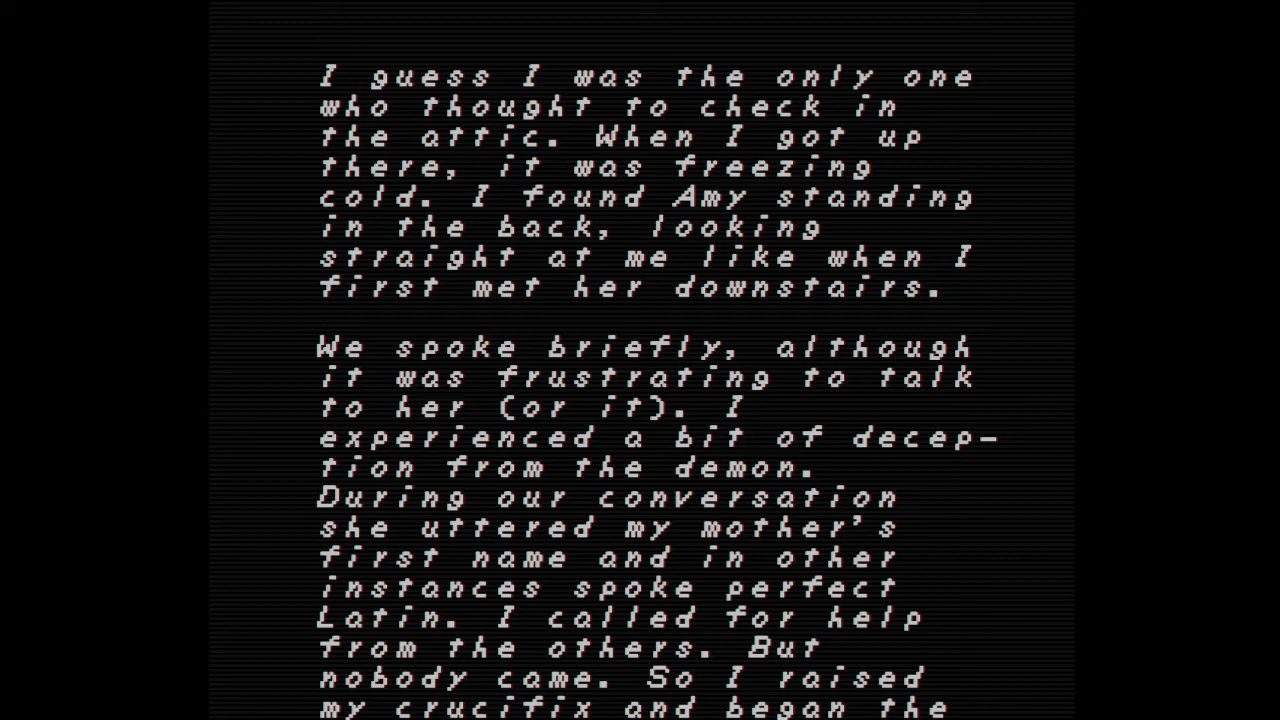 I guess I was the only one
who thought to check in
the attic. When I got up
there, it was freezing
cold. I found Amy standing
in the back, looking
straight at me like when I
first met her downstairs.
We spoke briefly, although
it was frustrating to talk
to her (or it). I
experienced a bit of decep-
tion from the demon.
During our conversation
she uttered my mother's
first name and in other
instances spoke perfect
Latin. I called for help
from the others. But
nobody came. So I raised
my crucifix and began the